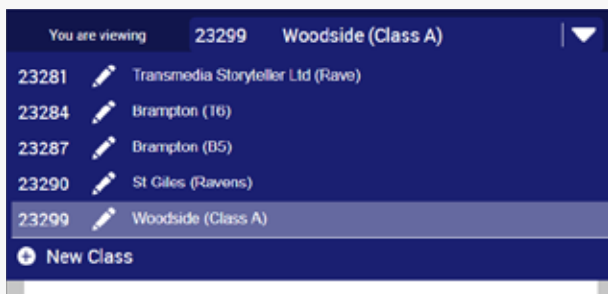 You are viewing 23299 Woodside (Class A)
23281 Transmedia Storyteller Ltd (Rave)
23284 Brampton (T6)
23287 Brampton (B5)
23290 St Giles (Ravens)
23299 Woodside (Class A)
New Class